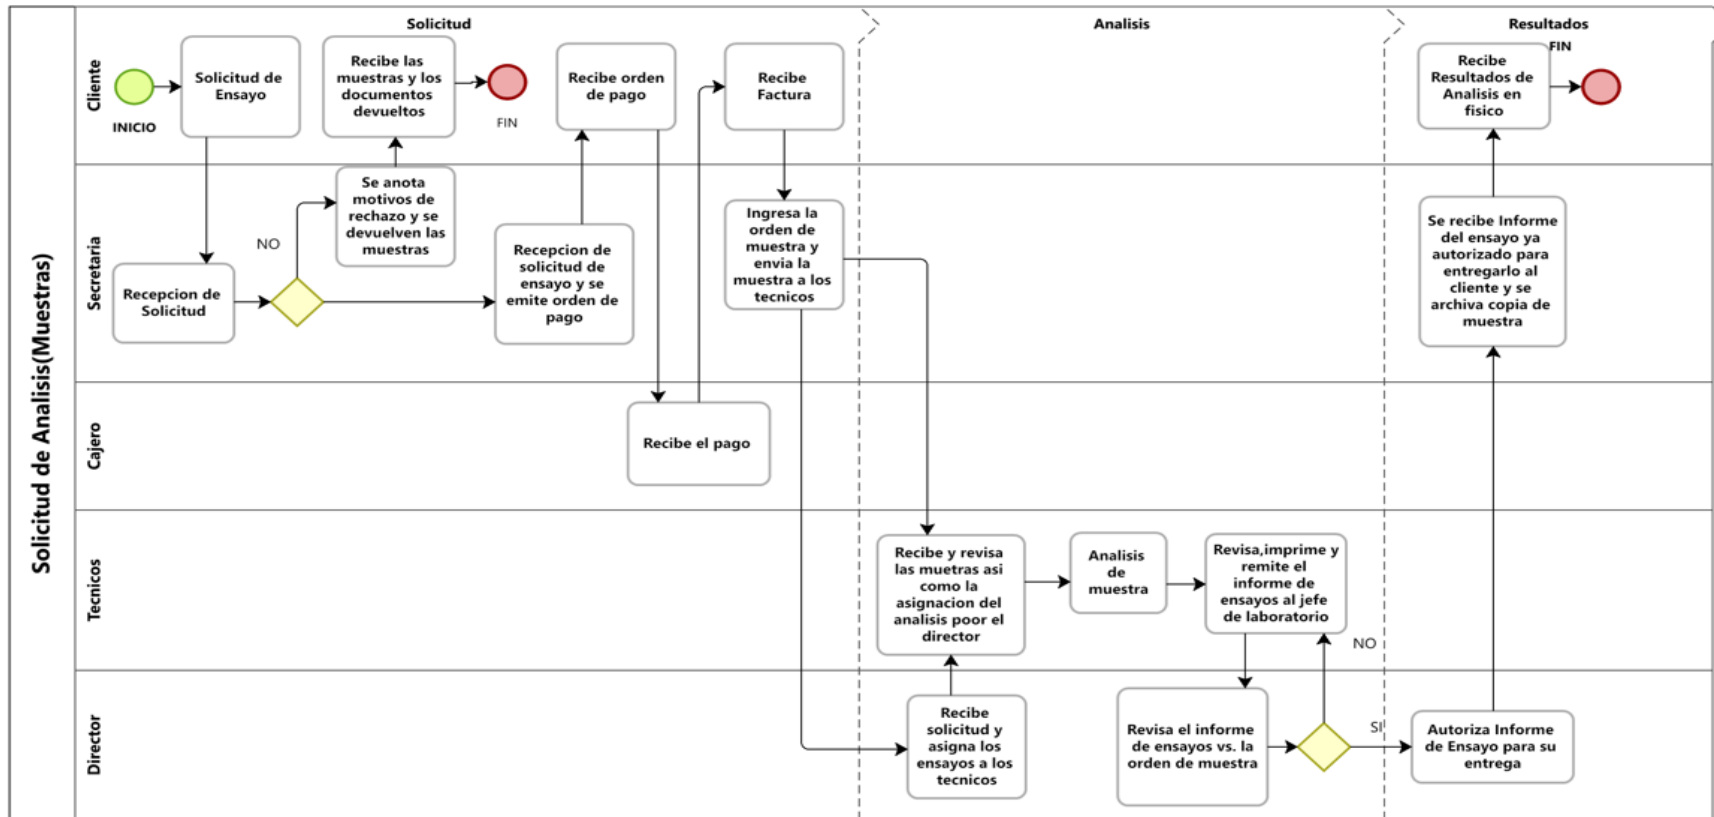 Solicitud de Analisis(Muestras)
Solicitud
Analisis
Resultados
Cliente
INICIO
Solicitud de
Ensayo
Recibe las
muestras y los
documentos
devueltos
FIN
Recibe orden
de pago
Recibe
Factura
Recibe
Resultados de
Analisis en
fisico
FIN
Secretaria
Recepcion de
Solicitud
NO
Se anota
motivos de
rechazo y se
devuelven las
muestras
Recepcion de
solicitud de
ensayo y se
emite orden de
pago
Ingresa la
orden de
muestra y
envia la
muestra a los
tecnicos
Se recibe Informe
del ensayo ya
autorizado para
entregarlo al
cliente y se
archiva copia de
muestra
Cajero
Recibe el pago
Tecnicos
Recibe y revisa
las muetras asi
como la
asignacion del
analisis poor el
director
Analisis
de
muestra
Revisa,imprime y
remite el
informe de
ensayos al jefe
de laboratorio
NO
Director
Recibe
solicitud y
asigna los
ensayos a los
tecnicos
Revisa el informe
de ensayos vs. la
orden de muestra
SI
Autoriza Informe
de Ensayo para su
entrega